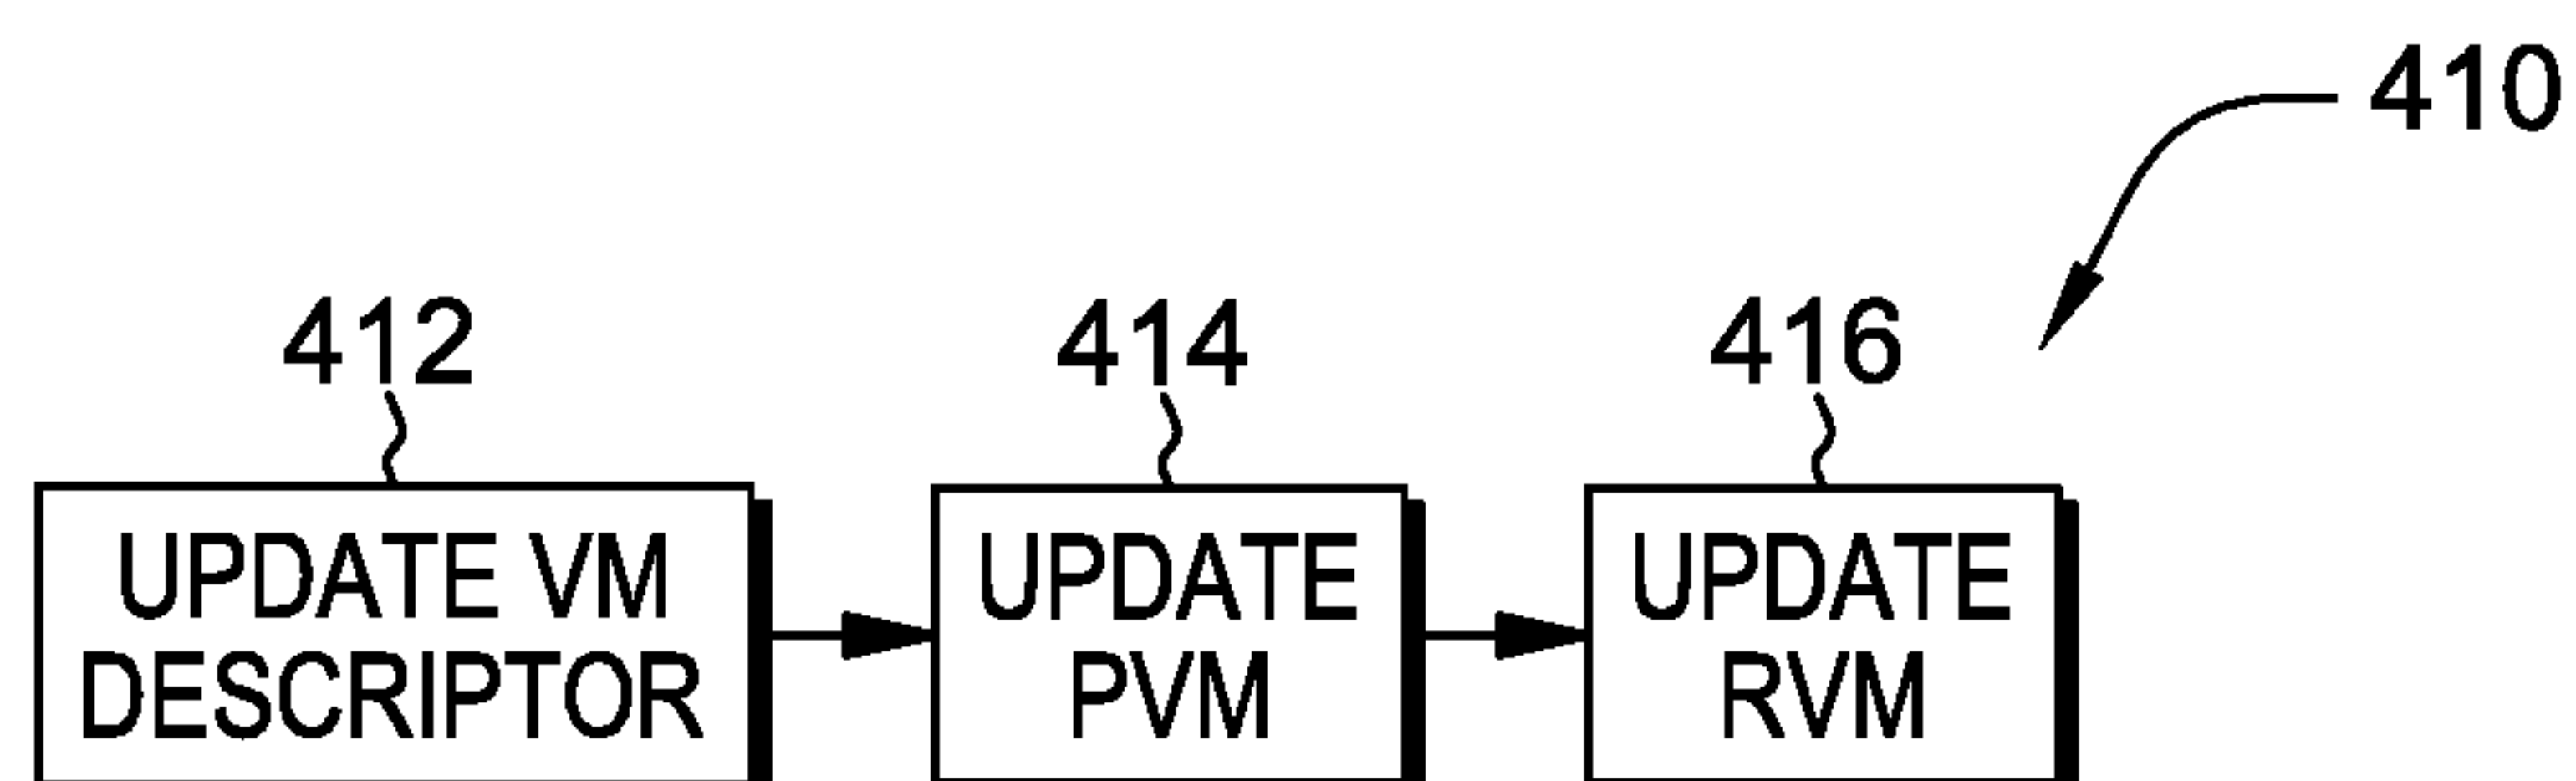 410
412
414
416
UPDATE VM
DESCRIPTOR
UPDATE
PVM
UPDATE
RVM